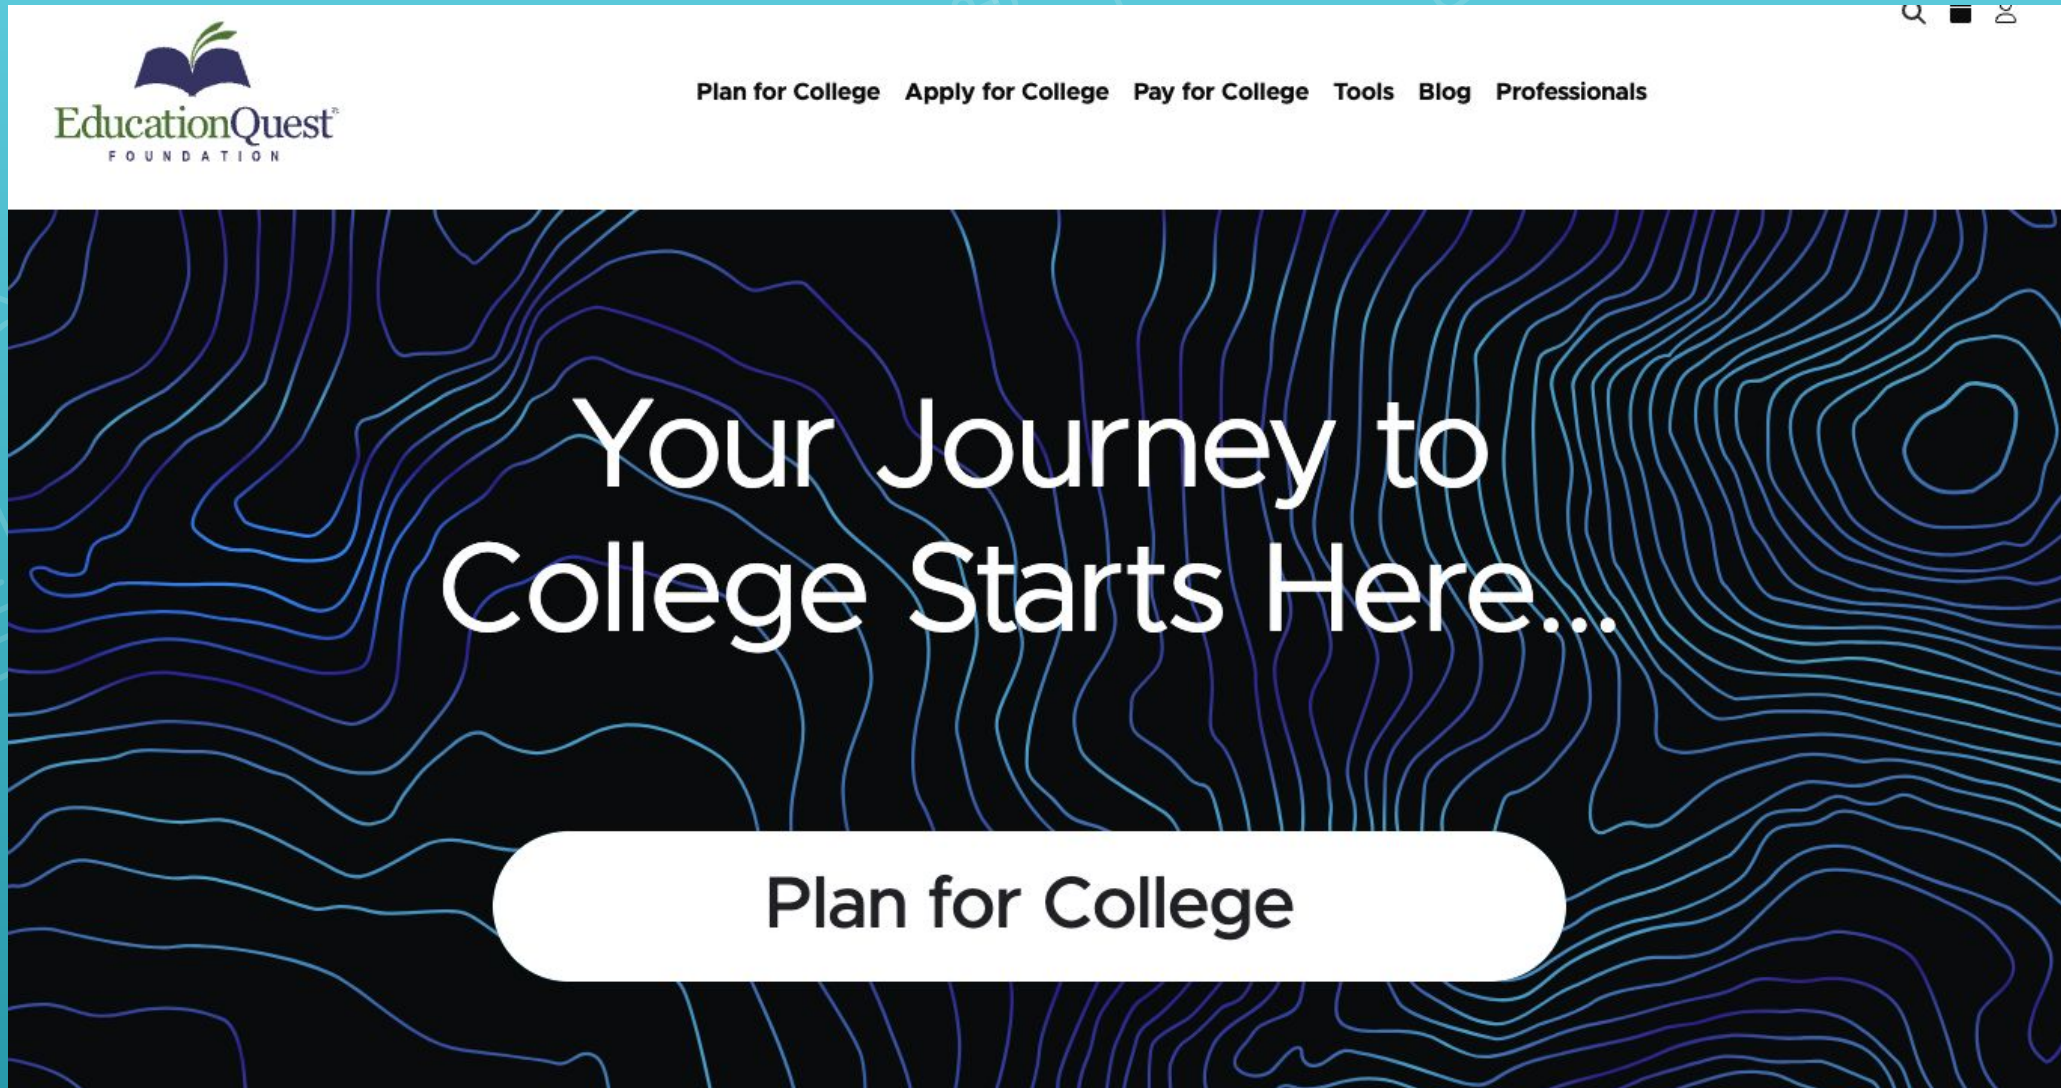 EducationQuest
FOUNDATION
Plan for College Apply for College Pay for College Tools Blog Professionals
Your Journey to
College Starts Here...
Plan for College